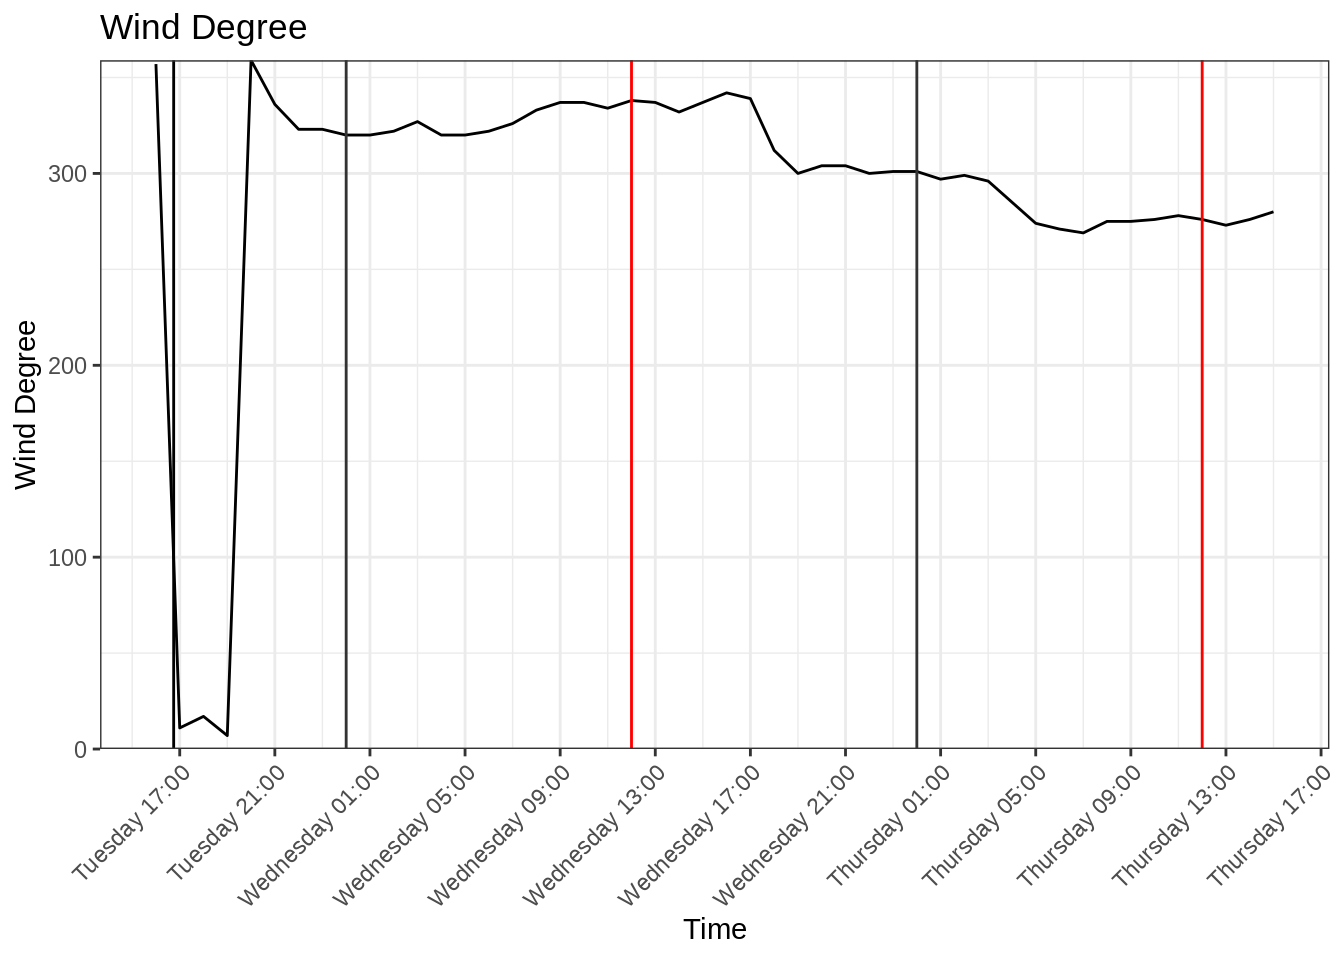 Wind Degree
Wind Degree
300
200
100
0
Tuesday 17:00
Tuesday 21:00
Wednesday 01:00
Wednesday 05:00
Wednesday 09:00
Wednesday 13:00
Wednesday 17:00
Wednesday 21:00
Thursday 01:00
Thursday 05:00
Thursday 09:00
Thursday 13:00
Thursday 17:00
Time